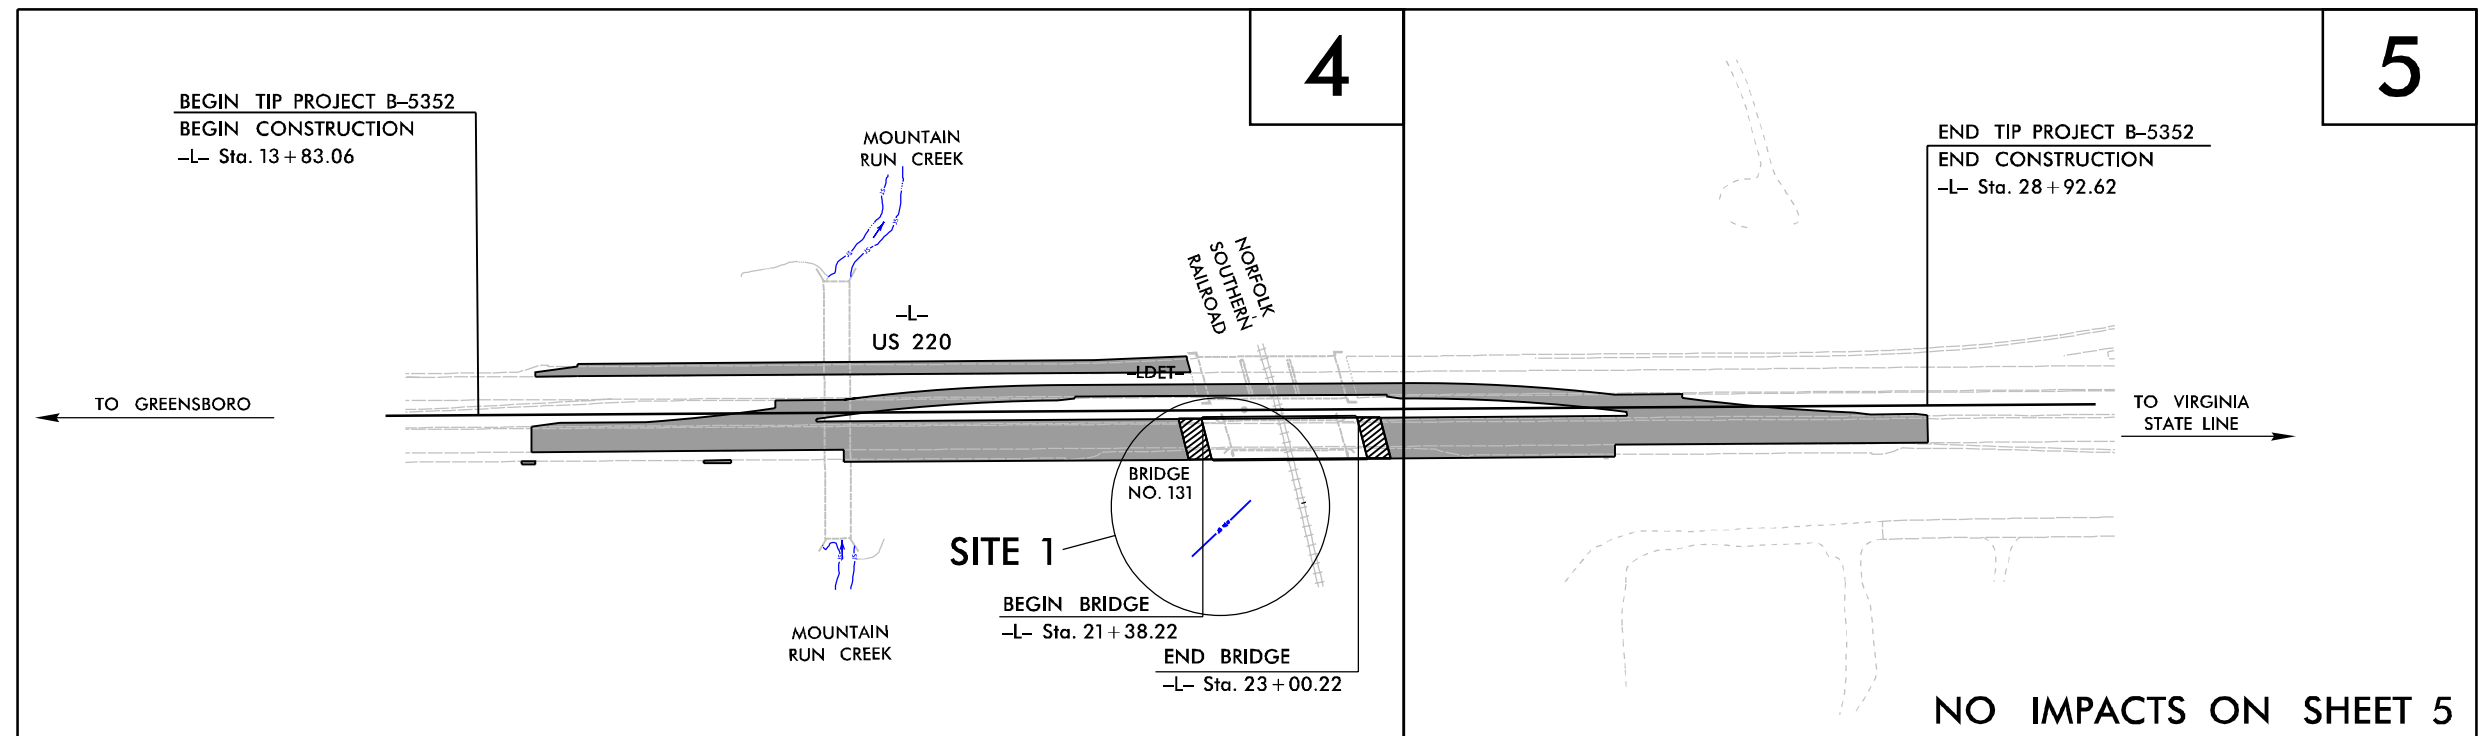 4
5
BEGIN TIP PROJECT B–5352
BEGIN CONSTRUCTION
–L– Sta. 13+83.06
MOUNTAIN
RUN CREEK
END TIP PROJECT B–5352
END CONSTRUCTION
–L– Sta. 28+92.62
NORFOLK
SOUTHERN
RAILROAD
–L–
US 220
–LDET–
TO GREENSBORO
TO VIRGINIA
STATE LINE
BRIDGE
NO. 131
SITE 1
BEGIN BRIDGE
–L– Sta. 21+38.22
MOUNTAIN
RUN CREEK
END BRIDGE
–L– Sta. 23+00.22
NO IMPACTS ON SHEET 5